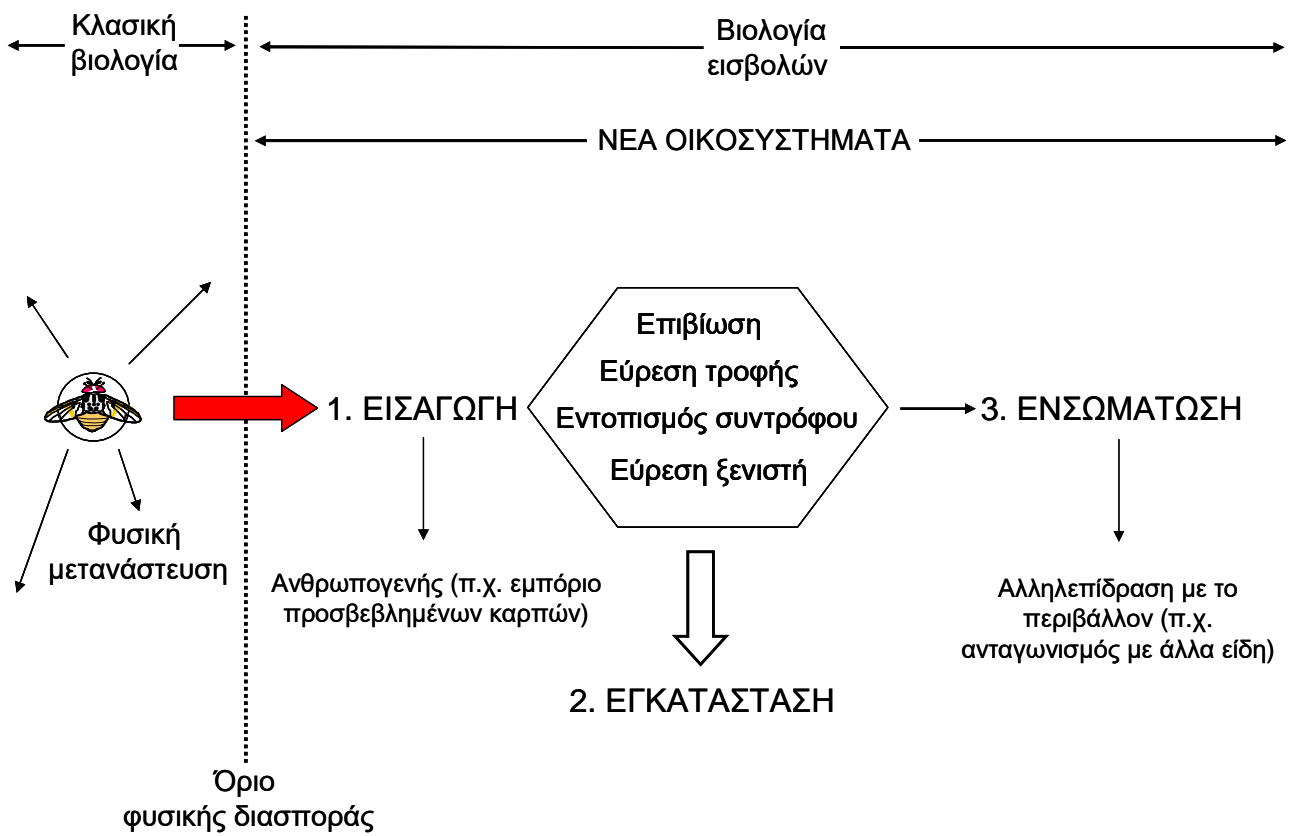 Κλασική
βιολογία
Βιολογία
εισβολών
ΝΕΑ ΟΙΚΟΣΥΣΤΗΜΑΤΑ
Επιβίωση
Εύρεση τροφής
Εντοπισμός συντρόφου
Εύρεση ξενιστή
1. ΕΙΣΑΓΩΓΗ
3. ΕΝΣΩΜΑΤΩΣΗ
Φυσική
μετανάστευση
Ανθρωπογενής (π.χ. εμπόριο
προσβεβλημένων καρπών)
Αλληλεπίδραση με το
περιβάλλον (π.χ.
ανταγωνισμός με άλλα είδη)
2. ΕΓΚΑΤΑΣΤΑΣΗ
Όριο
φυσικής διασποράς